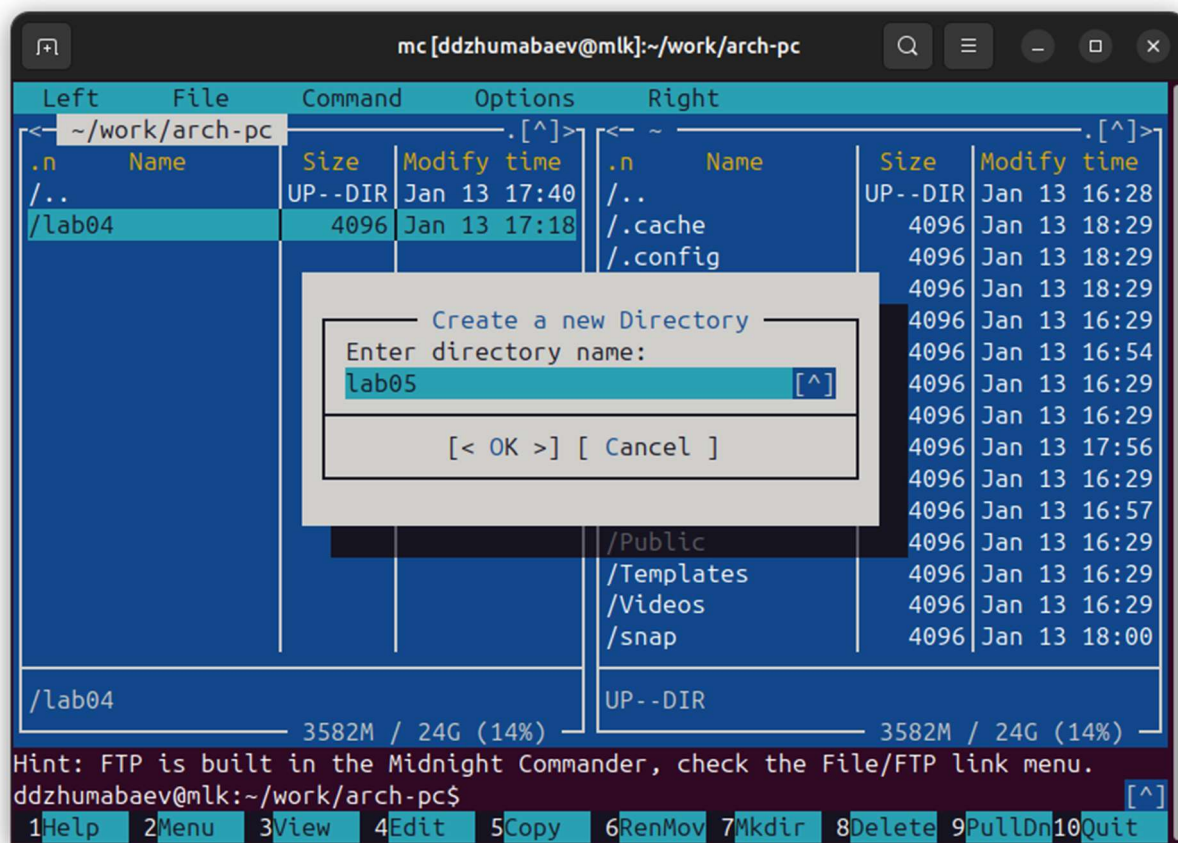 mc [ddzhumabaev@mlk]:~/work/arch-pc
Left File Command Options Right
<─ ~/work/arch-pc .[^]> <─ ~ .[^]>
.n Name Size Modify time .n Name Size Modify time
/.. UP--DIR Jan 13 17:40 /.. UP--DIR Jan 13 16:28
/lab04 4096 Jan 13 17:18 /.cache 4096 Jan 13 18:29
/.config 4096 Jan 13 18:29
4096 Jan 13 18:29
Create a new Directory 4096 Jan 13 16:29
Enter directory name: 4096 Jan 13 16:54
lab05 [^] 4096 Jan 13 16:29
4096 Jan 13 16:29
[< OK >] [ Cancel ] 4096 Jan 13 17:56
4096 Jan 13 16:29
4096 Jan 13 16:57
/Public 4096 Jan 13 16:29
/Templates 4096 Jan 13 16:29
/Videos 4096 Jan 13 16:29
/snap 4096 Jan 13 18:00
/lab04 UP--DIR
3582M / 24G (14%) 3582M / 24G (14%)
Hint: FTP is built in the Midnight Commander, check the File/FTP link menu.
ddzhumabaev@mlk:~/work/arch-pc$ [^]
1Help 2Menu 3View 4Edit 5Copy 6RenMov 7Mkdir 8Delete 9PullDn 10Quit